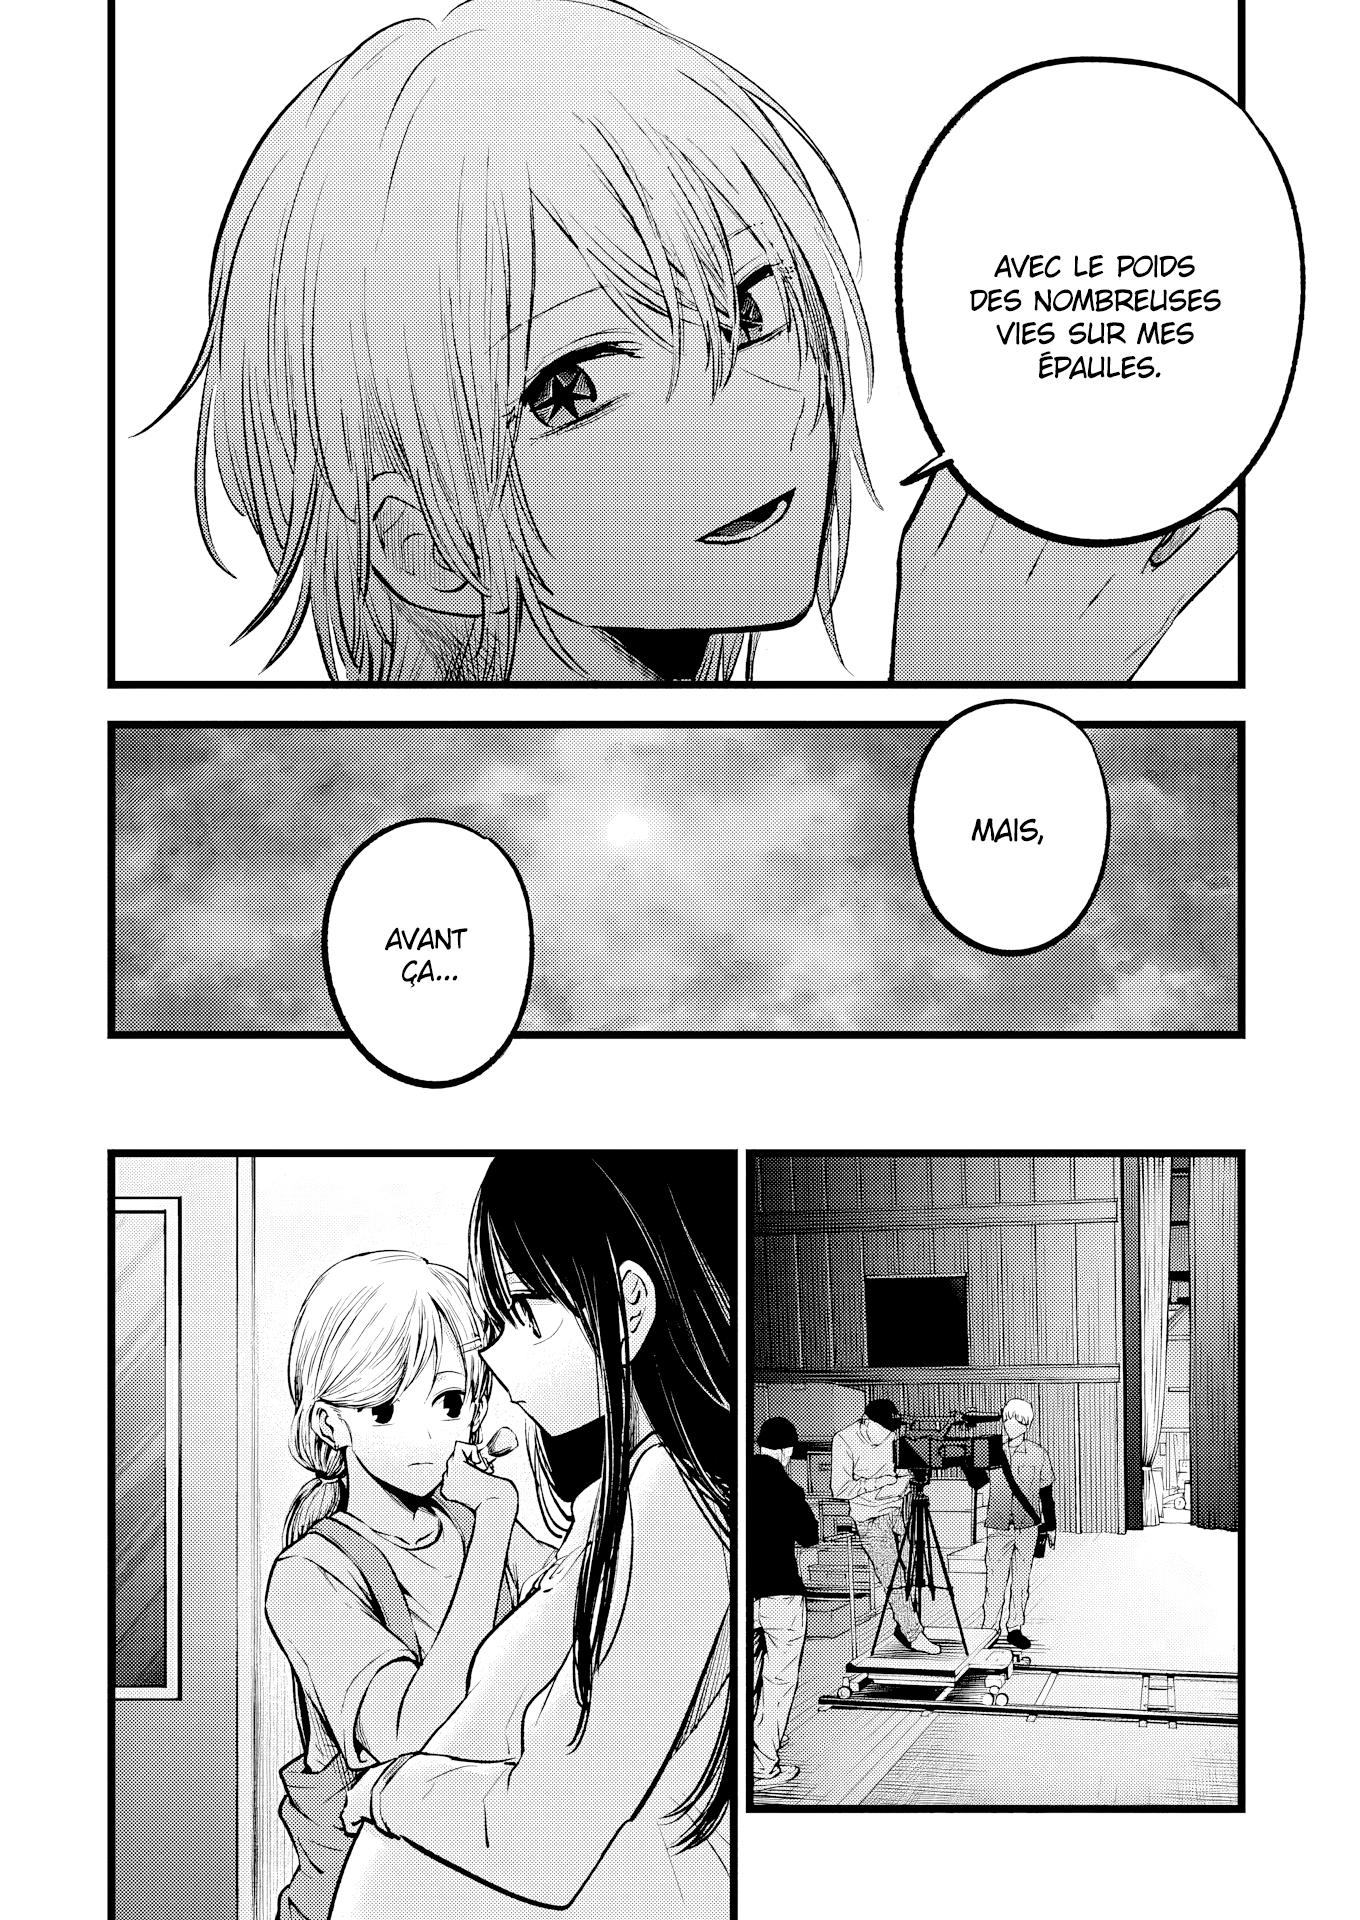 AVEC LE POIDS
DES NOMBREUSES
VIES SUR MES
ÉPAULES.
MAIS,
AVANT
ÇA...